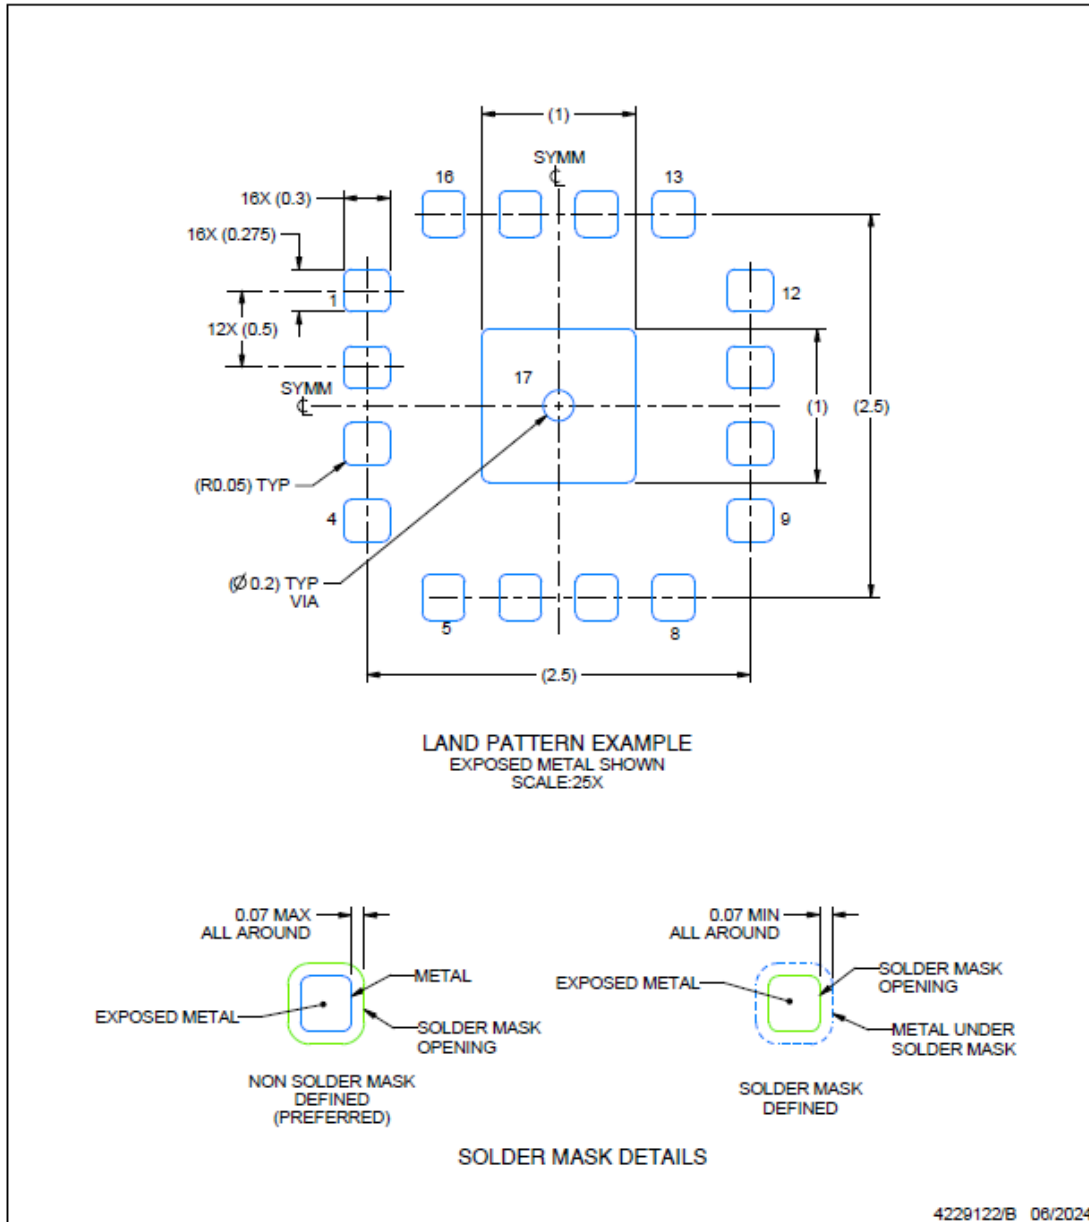 (1)
SYMM
℄
16
13
16X (0.3)
16X (0.275)
1
12
12X (0.5)
17
SYMM
℄
(1)
(2.5)
(R0.05) TYP
4
9
(Ø 0.2) TYP
VIA
5
8
(2.5)
LAND PATTERN EXAMPLE
EXPOSED METAL SHOWN
SCALE:25X
0.07 MAX
ALL AROUND
METAL
EXPOSED METAL
SOLDER MASK
OPENING
NON SOLDER MASK
DEFINED
(PREFERRED)
0.07 MIN
ALL AROUND
SOLDER MASK
OPENING
EXPOSED METAL
METAL UNDER
SOLDER MASK
SOLDER MASK
DEFINED
SOLDER MASK DETAILS
4229122/B 06/2024